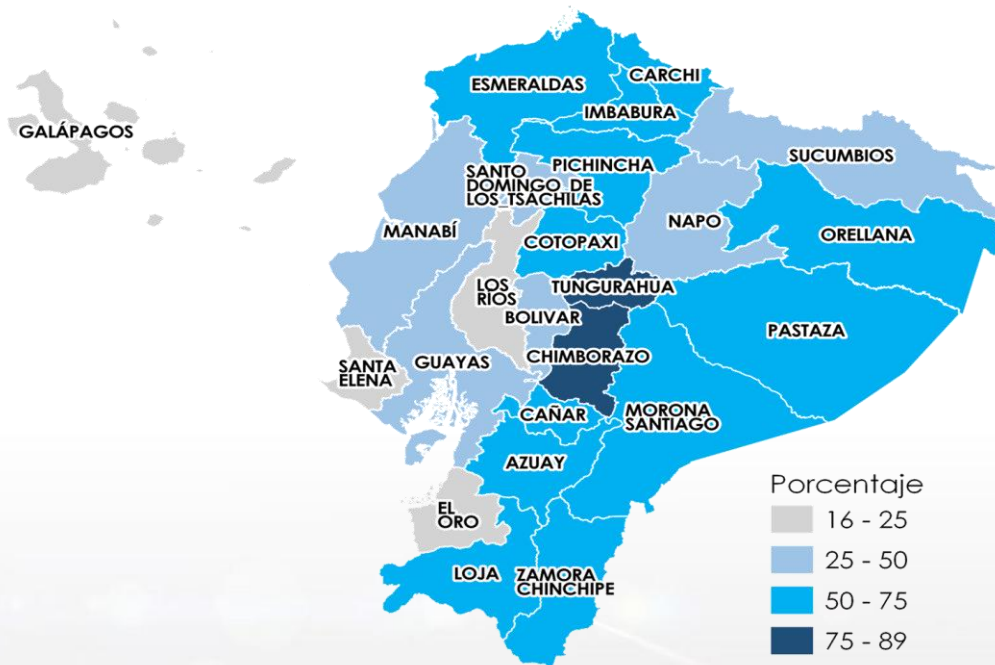 ESMERALDAS
CARCHI
IMBABURA
GALÁPAGOS
PICHINCHA
SUCUMBIOS
SANTO
DOMINGO DE
LOS TSÁCHILAS
NAPO
MANABÍ
COTOPAXI
ORELLANA
LOS
RIOS
TUNGURAHUA
BOLIVAR
PASTAZA
CHIMBORAZO
GUAYAS
SANTA
ELENA
CAÑAR
MORONA
SANTIAGO
AZUAY
EL
ORO
LOJA
ZAMORA
CHINCHIPE
Porcentaje
16 - 25
25 - 50
50 - 75
75 - 89